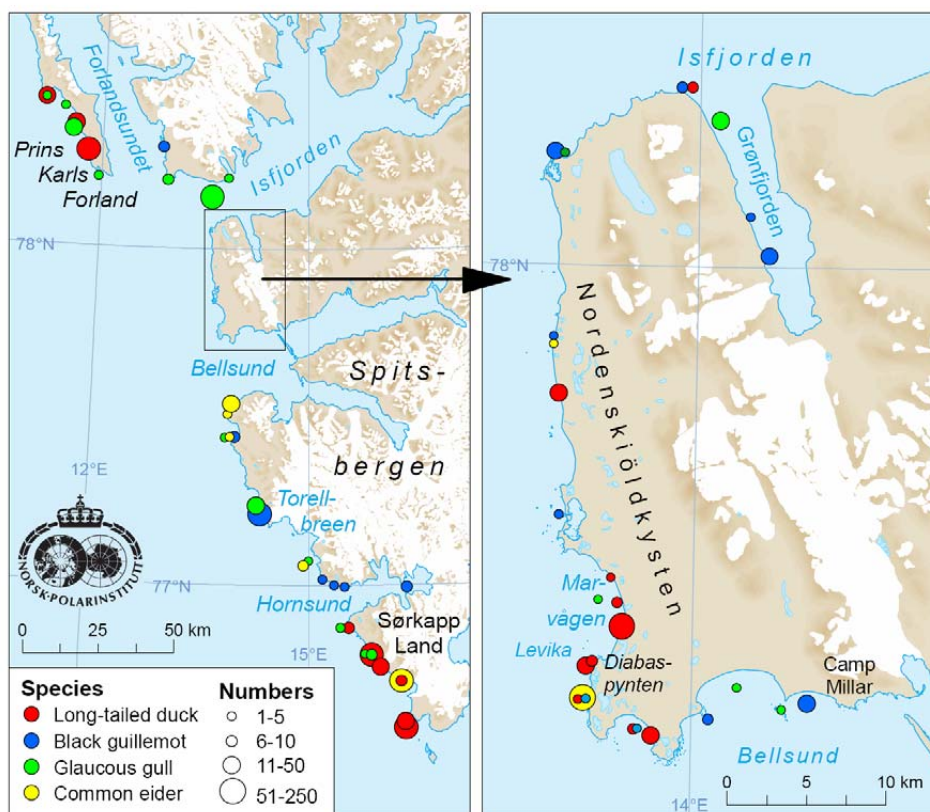 Forlandsundet
Isfjorden
Prins
Karls
Forland
78°N
Bellsund
Spits-
bergen
12°E
Torell-
breen
NORSK-POLARINSTITUTT
77°N
Hornsund
Sørkapp
Land
15°E
0 25 50 km
Species
Long-tailed duck
Black guillemot
Glaucous gull
Common eider
Numbers
1-5
6-10
11-50
51-250
Isfjorden
Grønfjorden
78°N
Nordenskiöldkysten
Mar-
vågen
Levika
Diabas-
pynten
Camp
Millar
Bellsund
14°E
0 5 10 km